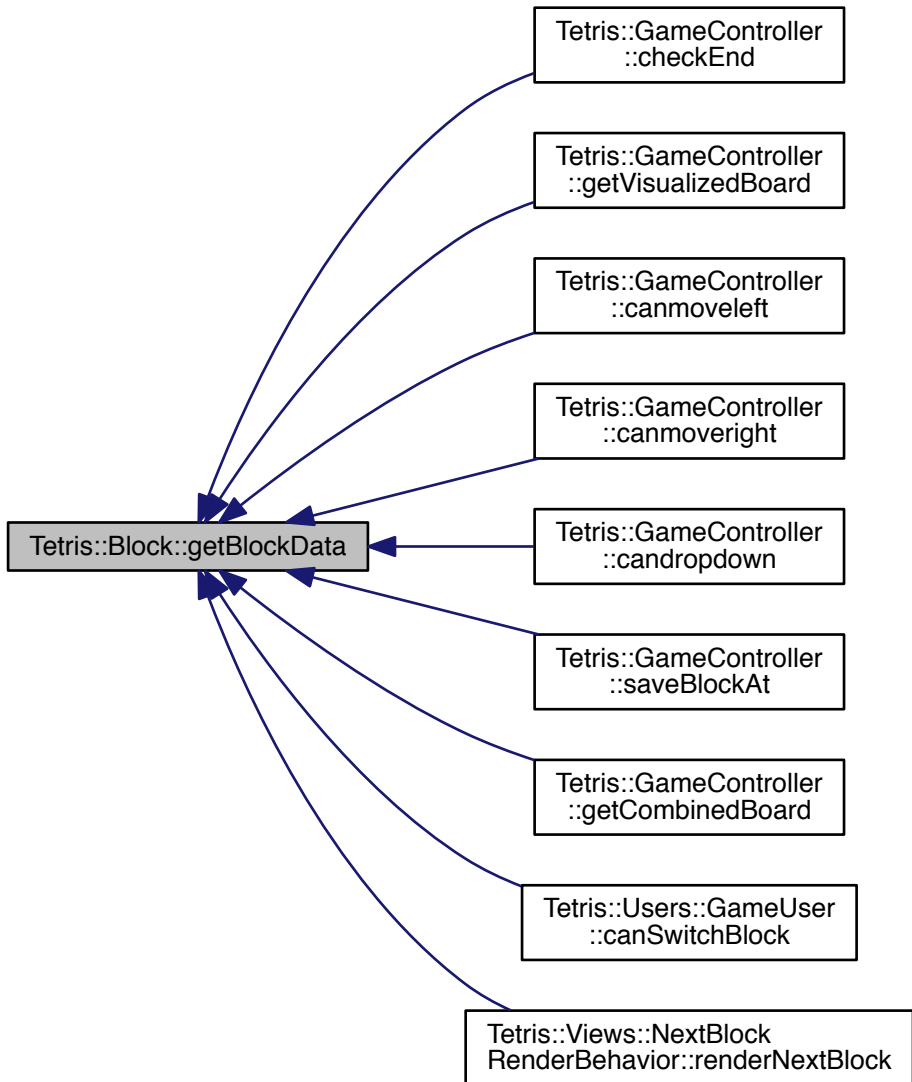 Tetris::GameController
::checkEnd
Tetris::GameController
::getVisualizedBoard
Tetris::GameController
::canmoveleft
Tetris::GameController
::canmoveright
Tetris::Block::getBlockData
Tetris::GameController
::candropdown
Tetris::GameController
::saveBlockAt
Tetris::GameController
::getCombinedBoard
Tetris::Users::GameUser
::canSwitchBlock
Tetris::Views::NextBlock
RenderBehavior::renderNextBlock